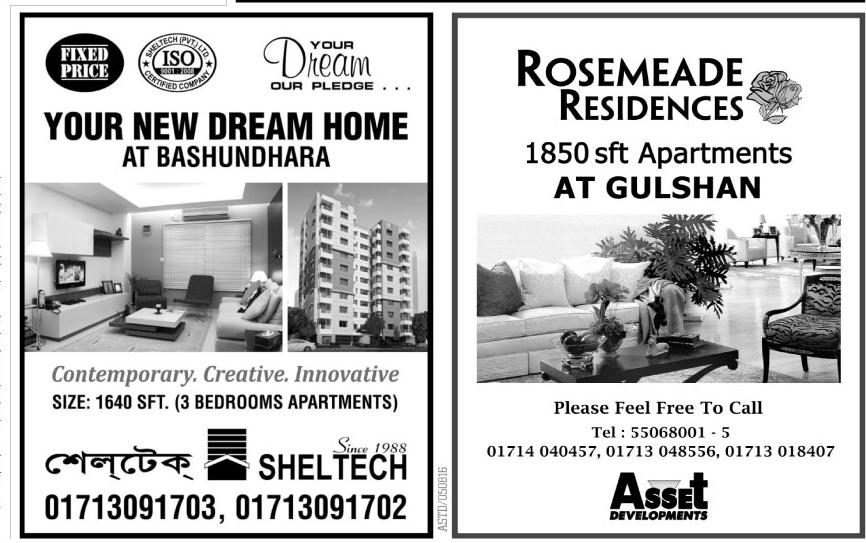 FIXED
PRICE
SHELTECH (PVT.) LTD.
ISO
9001 : 2008
CERTIFIED COMPANY
YOUR
Dream
OUR PLEDGE . . .
YOUR NEW DREAM HOME
AT BASHUNDHARA
Contemporary. Creative. Innovative
SIZE: 1640 SFT. (3 BEDROOMS APARTMENTS)
শেল্‌টেক্
Since 1988
SHELTECH
01713091703, 01713091702
ASTD/050816
ROSEMEADE
RESIDENCES
1850 sft Apartments
AT GULSHAN
Please Feel Free To Call
Tel : 55068001 - 5
01714 040457, 01713 048556, 01713 018407
ASSET
DEVELOPMENTS